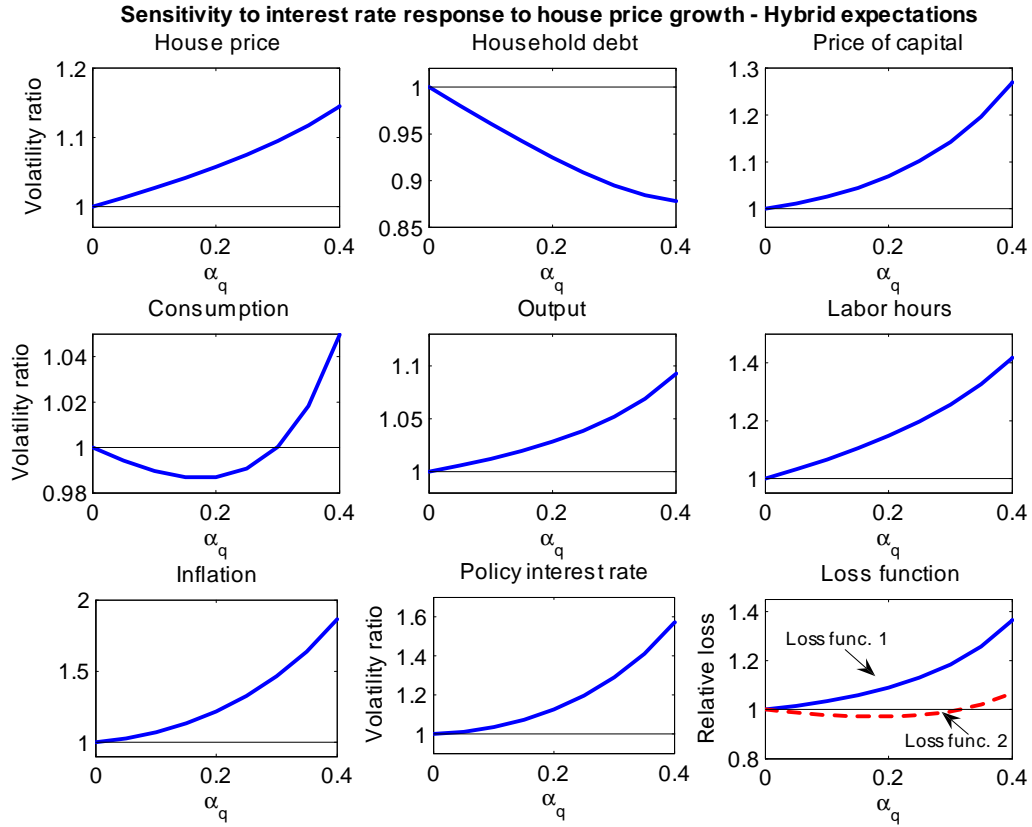 Sensitivity to interest rate response to house price growth - Hybrid expectations
House price
Household debt
Price of capital
Volatility ratio
1.2
1.1
1
0
0.2
0.4
α_q
1
0.95
0.9
0.85
0
0.2
0.4
α_q
1.3
1.2
1.1
1
0
0.2
0.4
α_q
Consumption
Output
Labor hours
Volatility ratio
1.04
1.02
1
0.98
0
0.2
0.4
α_q
1.1
1.05
1
0
0.2
0.4
α_q
1.4
1.2
1
0
0.2
0.4
α_q
Inflation
Policy interest rate
Loss function
2
1.5
1
0
0.2
0.4
α_q
Volatility ratio
1.6
1.4
1.2
1
0
0.2
0.4
α_q
Relative loss
1.4
1.2
1
0.8
Loss func. 1
Loss func. 2
0
0.2
0.4
α_q